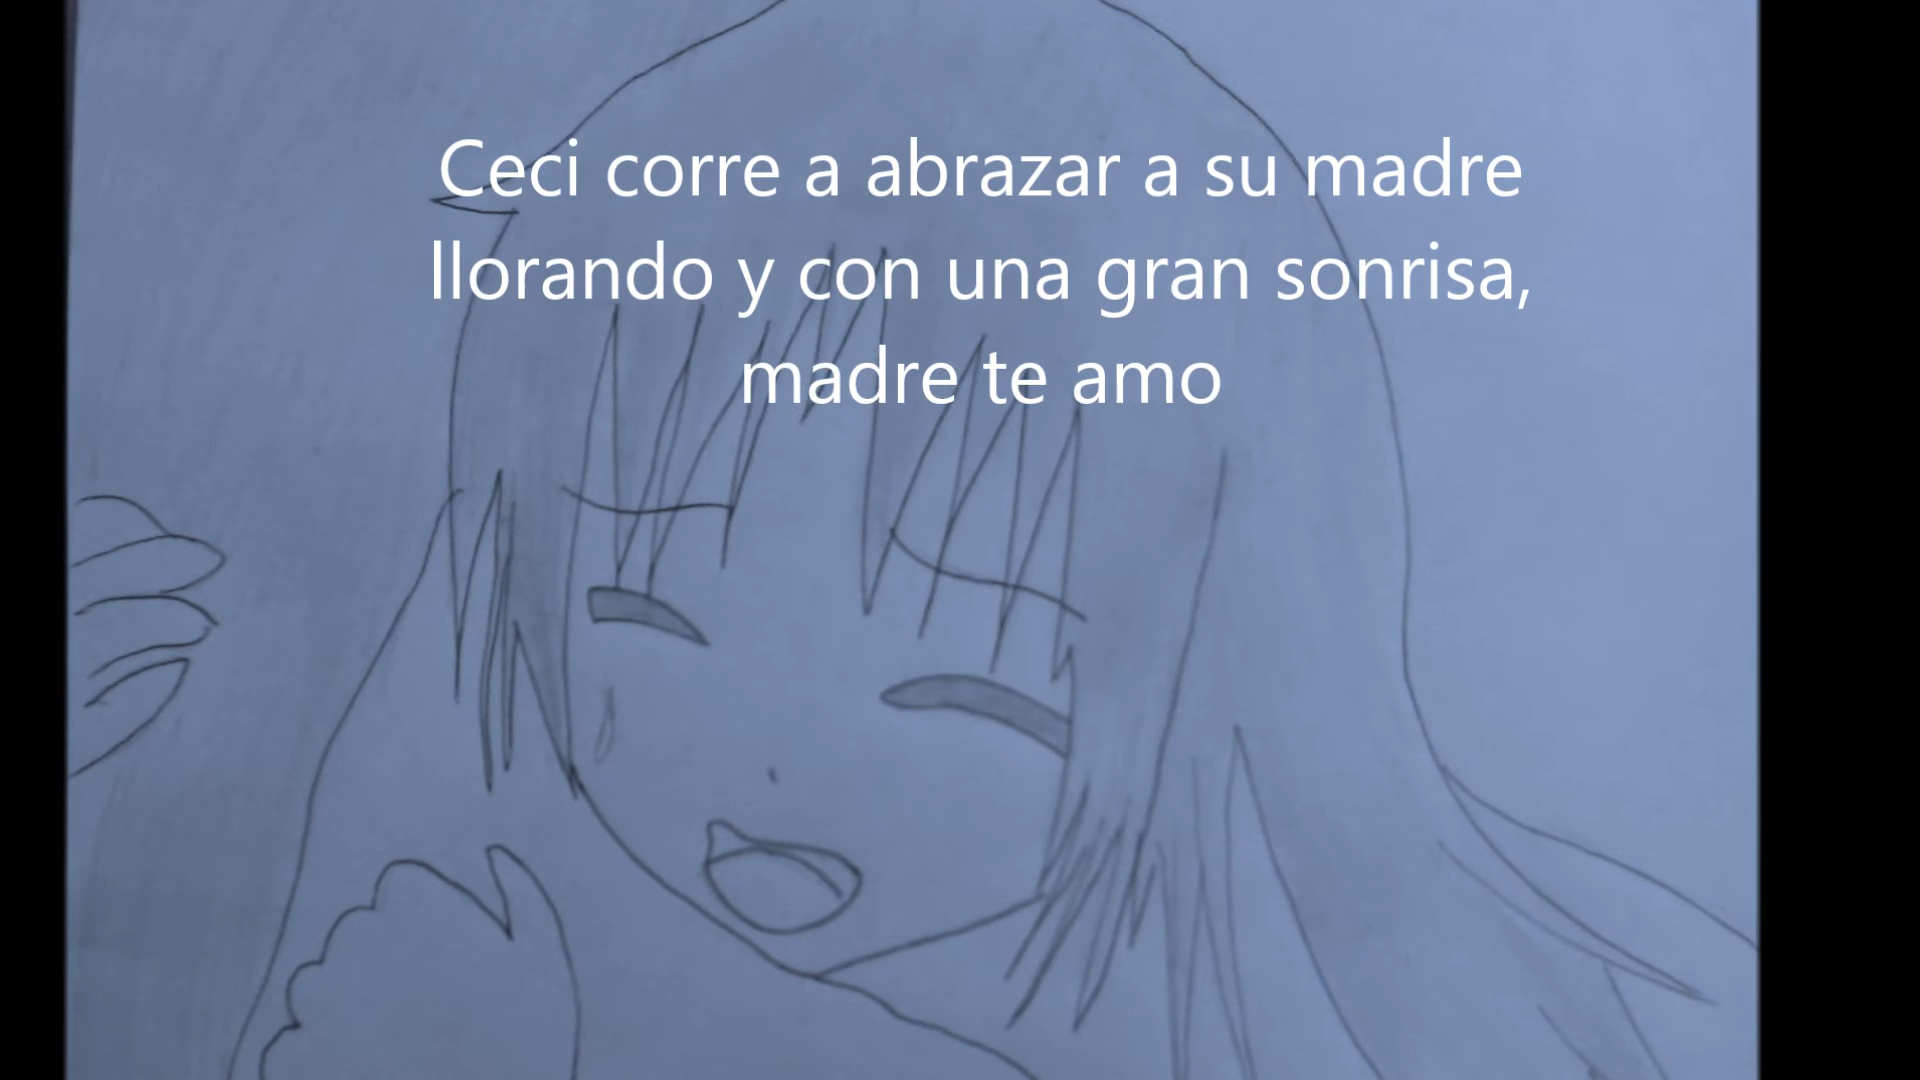 Ceci corre a abrazar a su madre
llorando y con una gran sonrisa,
madre te amo